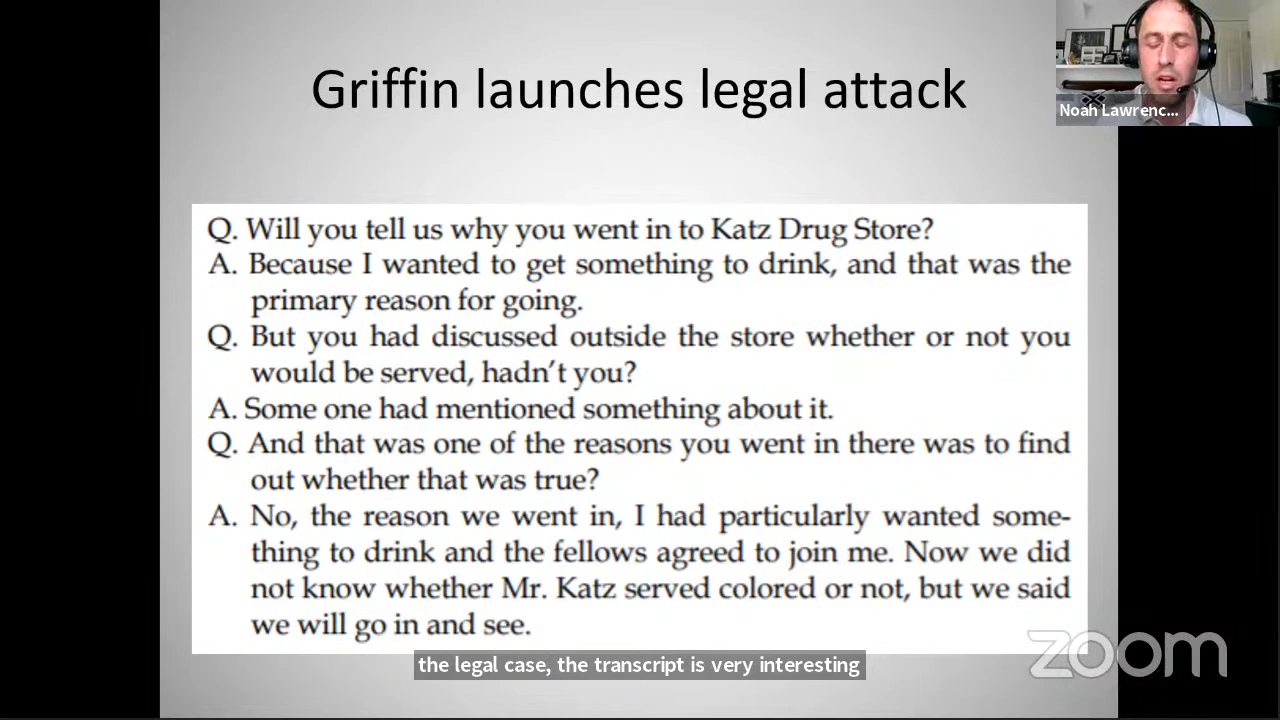 Griffin launches legal attack
Noah Lawrenc...
Q. Will you tell us why you went in to Katz Drug Store?
A. Because I wanted to get something to drink, and that was the
primary reason for going.
Q. But you had discussed outside the store whether or not you
would be served, hadn't you?
A. Some one had mentioned something about it.
Q. And that was one of the reasons you went in there was to find
out whether that was true?
A. No, the reason we went in, I had particularly wanted some-
thing to drink and the fellows agreed to join me. Now we did
not know whether Mr. Katz served colored or not, but we said
we will go in and see.
the legal case, the transcript is very interesting
zoom